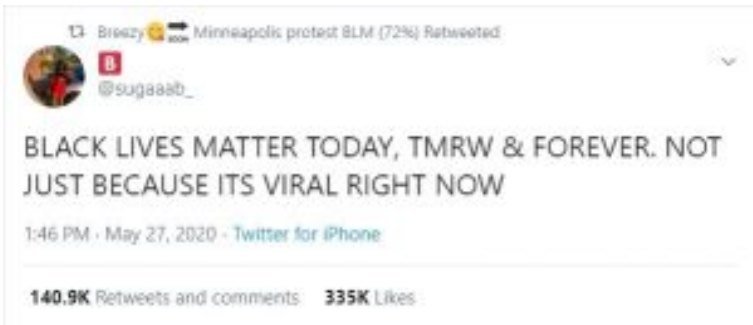 Breezy😋🔜 Minneapolis protest BLM (72%) Retweeted
🅱️
@sugaaab_
BLACK LIVES MATTER TODAY, TMRW & FOREVER. NOT
JUST BECAUSE ITS VIRAL RIGHT NOW
1:46 PM · May 27, 2020 · Twitter for iPhone
140.9K Retweets and comments 335K Likes